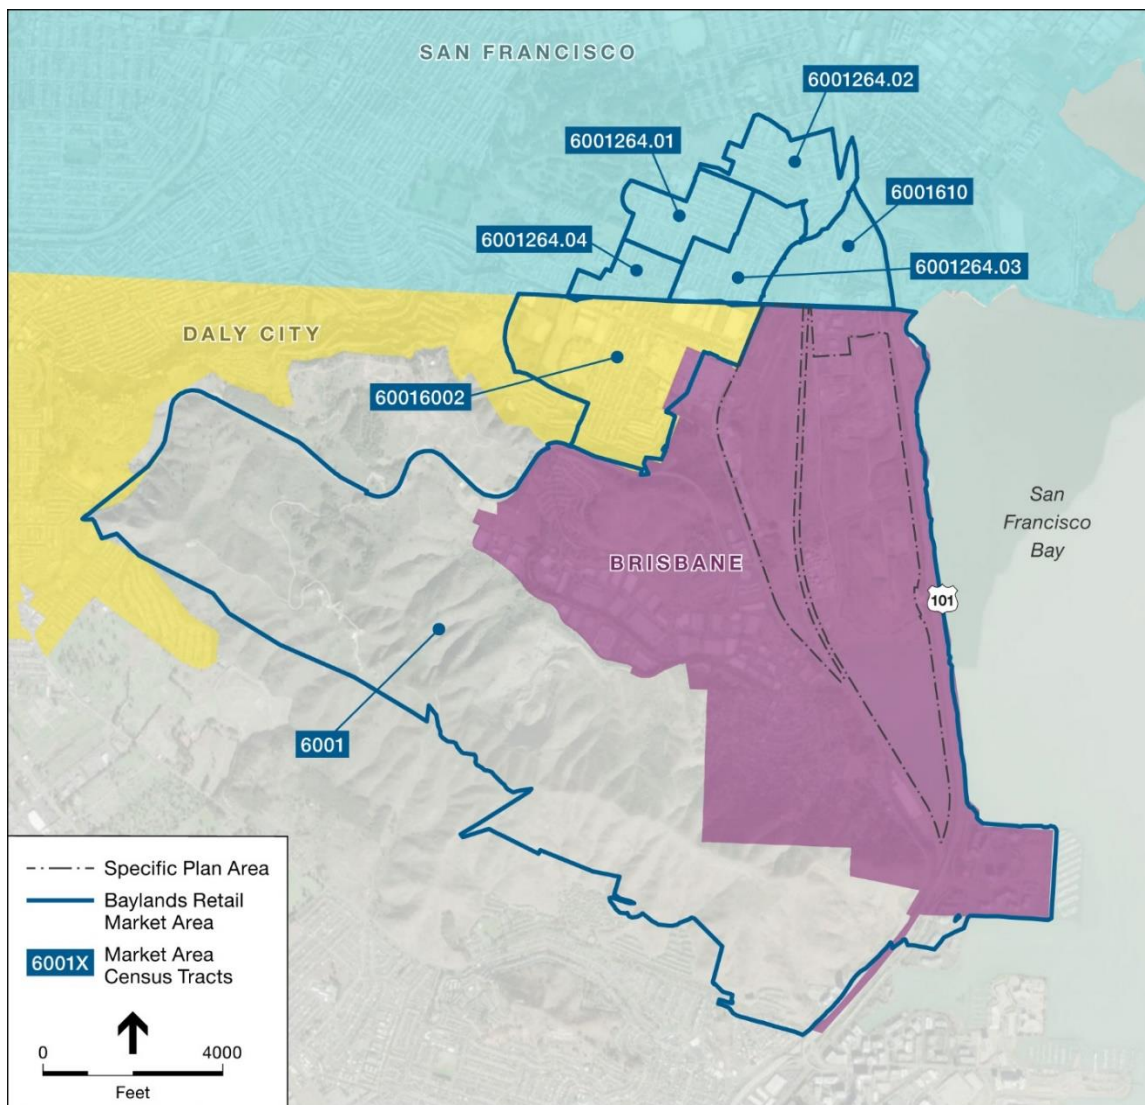 SAN FRANCISCO
6001264.02
6001264.01
6001610
6001264.04
6001264.03
DALY CITY
60016002
San
Francisco
Bay
BRISBANE
101
6001
Specific Plan Area
Baylands Retail
Market Area
6001X
Market Area
Census Tracts
0
4000
Feet